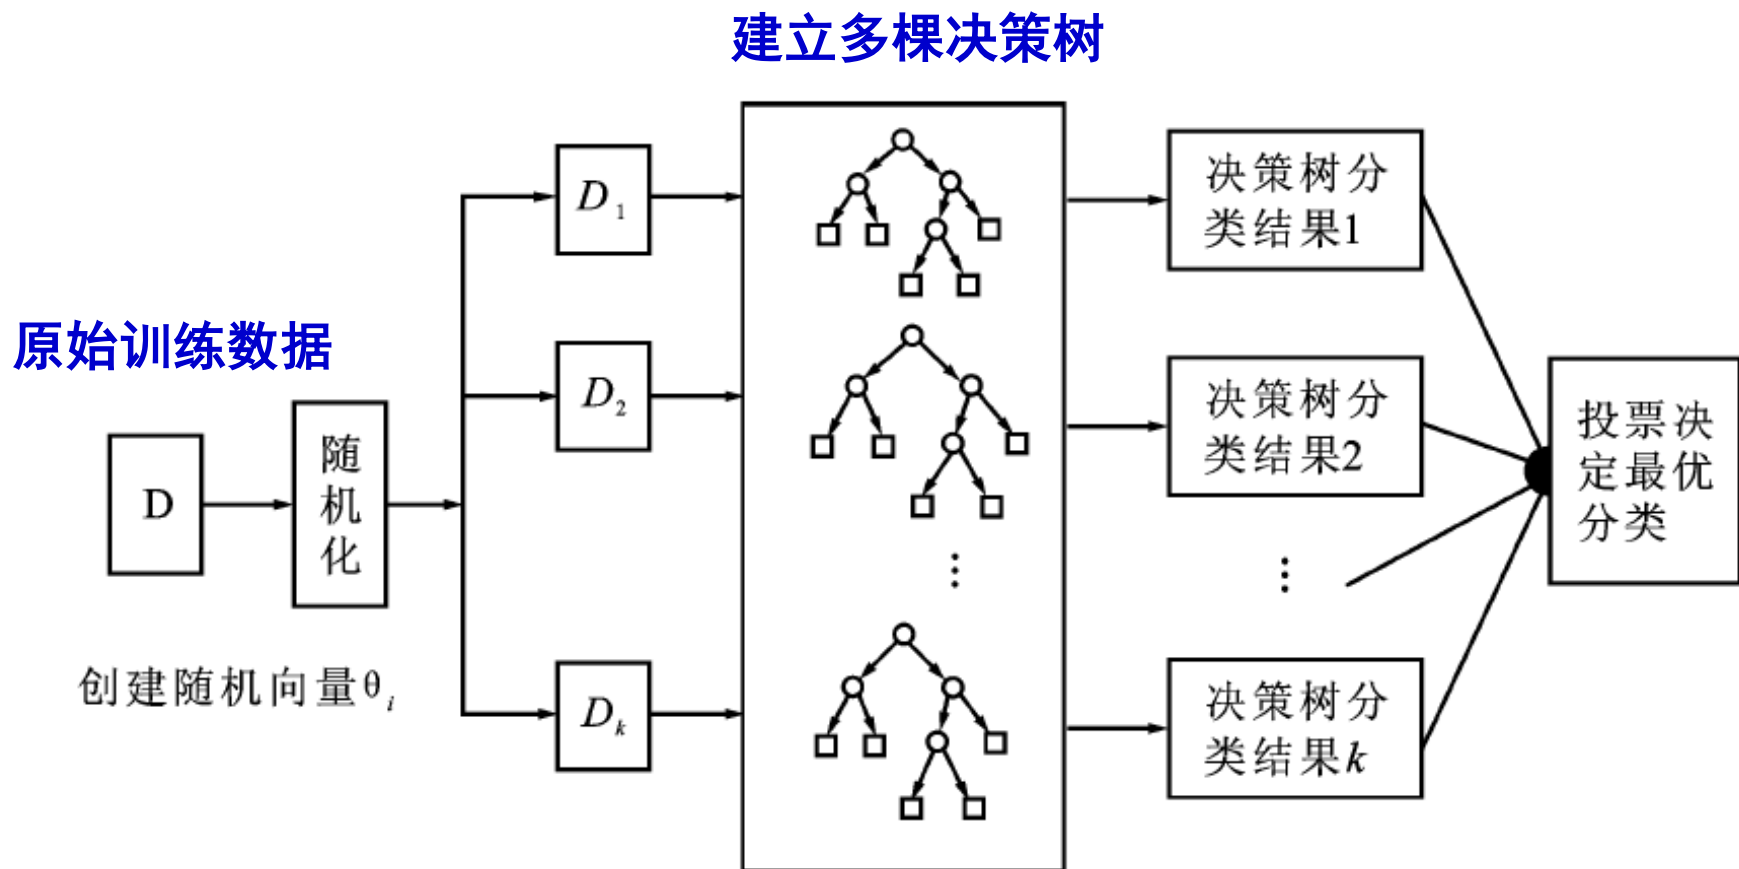 建立多棵决策树
原始训练数据
D
随
机
化
创建随机向量θi
D1
D2
Dk
⋮
决策树分
类结果1
决策树分
类结果2
⋮
决策树分
类结果k
投票决
定最优
分类